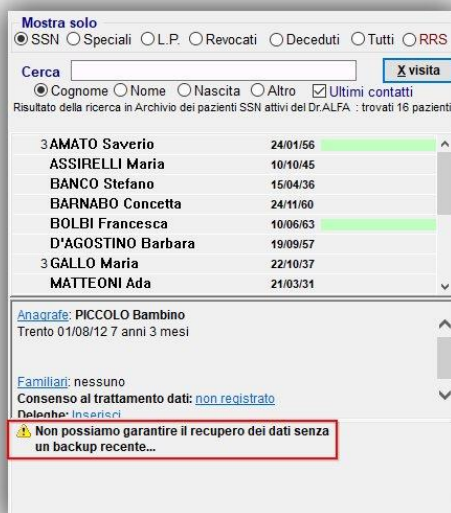 Mostra solo
SSN Speciali L.P. Revocati Deceduti Tutti RRS
Cerca X visita
Cognome Nome Nascita Altro Ultimi contatti
Risultato della ricerca in Archivio dei pazienti SSN attivi del Dr.ALFA : trovati 16 pazienti
3 AMATO Saverio 24/01/56
ASSIRELLI Maria 10/10/45
BANCO Stefano 15/04/36
BARNABO Concetta 24/11/60
BOLBI Francesca 10/06/63
D'AGOSTINO Barbara 19/09/57
3 GALLO Maria 22/10/37
MATTEONI Ada 21/03/31
Anagrafe: PICCOLO Bambino
Trento 01/08/12 7 anni 3 mesi
Familiari: nessuno
Consenso al trattamento dati: non registrato
Deleghe: Inserisci
Non possiamo garantire il recupero dei dati senza
un backup recente...